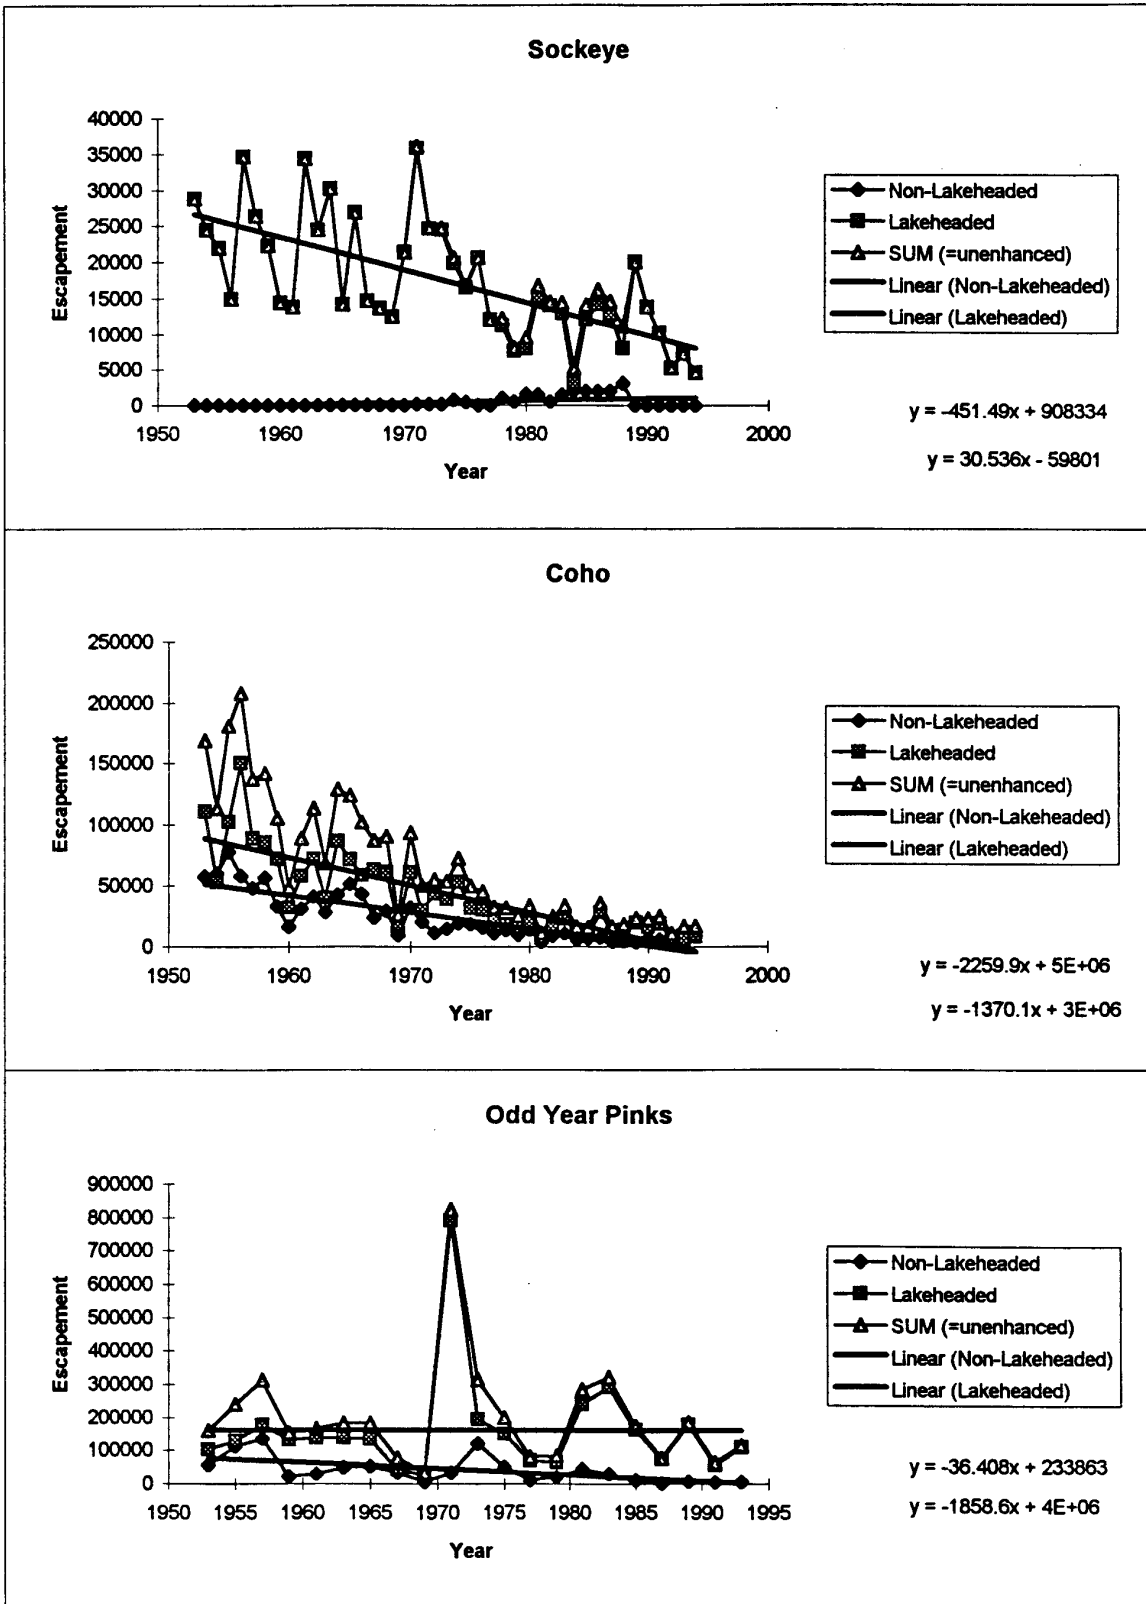 Sockeye
40000
35000
30000
25000
20000
15000
10000
5000
0
Escapement
1950 1960 1970 1980 1990 2000
Year
Non-Lakeheaded
Lakeheaded
SUM (=unenhanced)
Linear (Non-Lakeheaded)
Linear (Lakeheaded)
y = -451.49x + 908334
y = 30.536x - 59801
Coho
250000
200000
150000
100000
50000
0
Escapement
1950 1960 1970 1980 1990 2000
Year
Non-Lakeheaded
Lakeheaded
SUM (=unenhanced)
Linear (Non-Lakeheaded)
Linear (Lakeheaded)
y = -2259.9x + 5E+06
y = -1370.1x + 3E+06
Odd Year Pinks
900000
800000
700000
600000
500000
400000
300000
200000
100000
0
Escapement
1950 1955 1960 1965 1970 1975 1980 1985 1990 1995
Year
Non-Lakeheaded
Lakeheaded
SUM (=unenhanced)
Linear (Non-Lakeheaded)
Linear (Lakeheaded)
y = -36.408x + 233863
y = -1858.6x + 4E+06